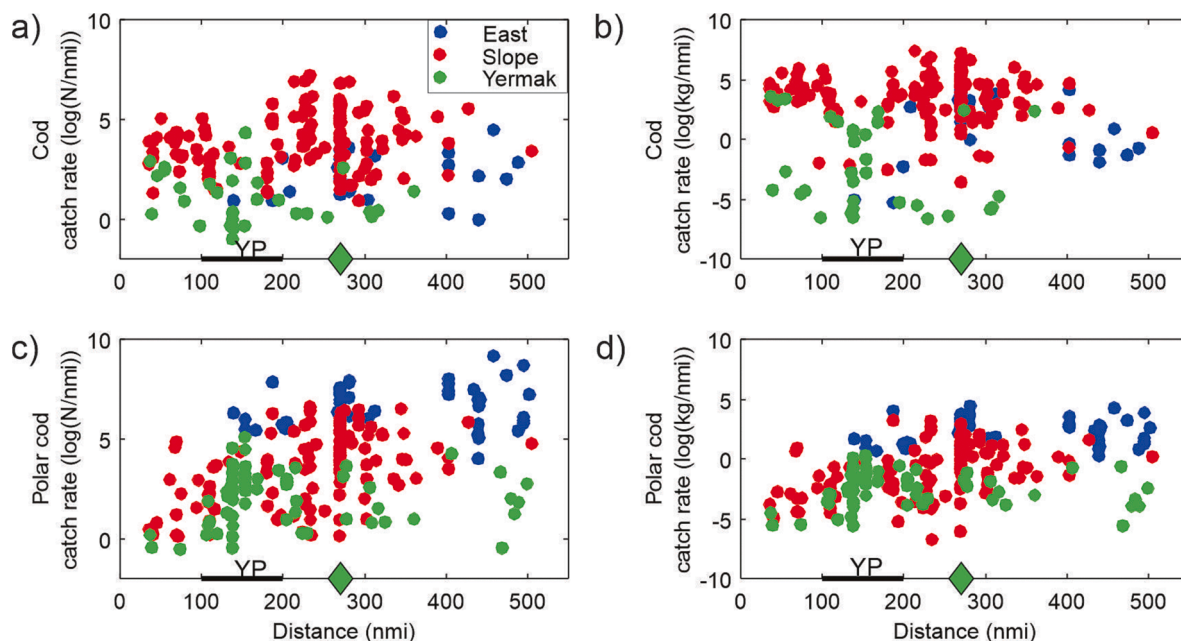 a)
10
5
0
Cod
catch rate (log(N/nmi))
East
Slope
Yermak
YP
0 100 200 300 400 500
b)
10
5
0
-5
-10
Cod
catch rate (log(kg/nmi))
YP
0 100 200 300 400 500
c)
10
5
0
Polar cod
catch rate (log(N/nmi))
YP
0 100 200 300 400 500
Distance (nmi)
d)
10
5
0
-5
-10
Polar cod
catch rate (log(kg/nmi))
YP
0 100 200 300 400 500
Distance (nmi)